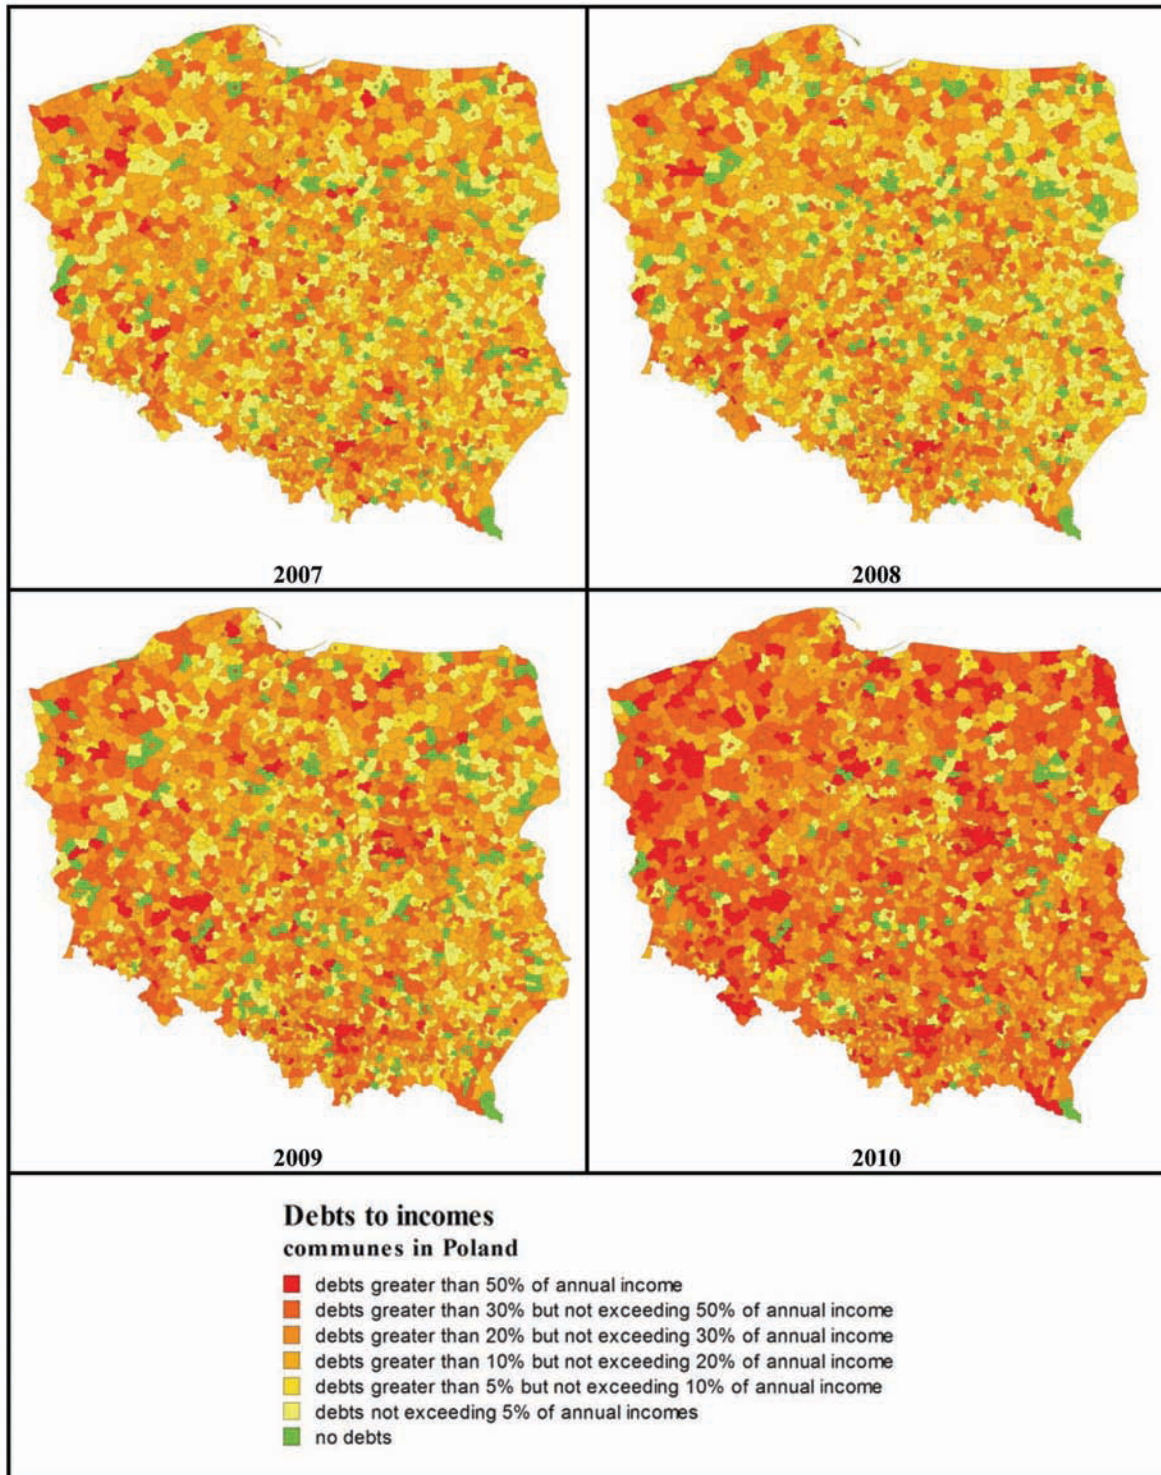 2007
2008
2009
2010
Debts to incomes
communes in Poland
debts greater than 50% of annual income
debts greater than 30% but not exceeding 50% of annual income
debts greater than 20% but not exceeding 30% of annual income
debts greater than 10% but not exceeding 20% of annual income
debts greater than 5% but not exceeding 10% of annual income
debts not exceeding 5% of annual incomes
no debts